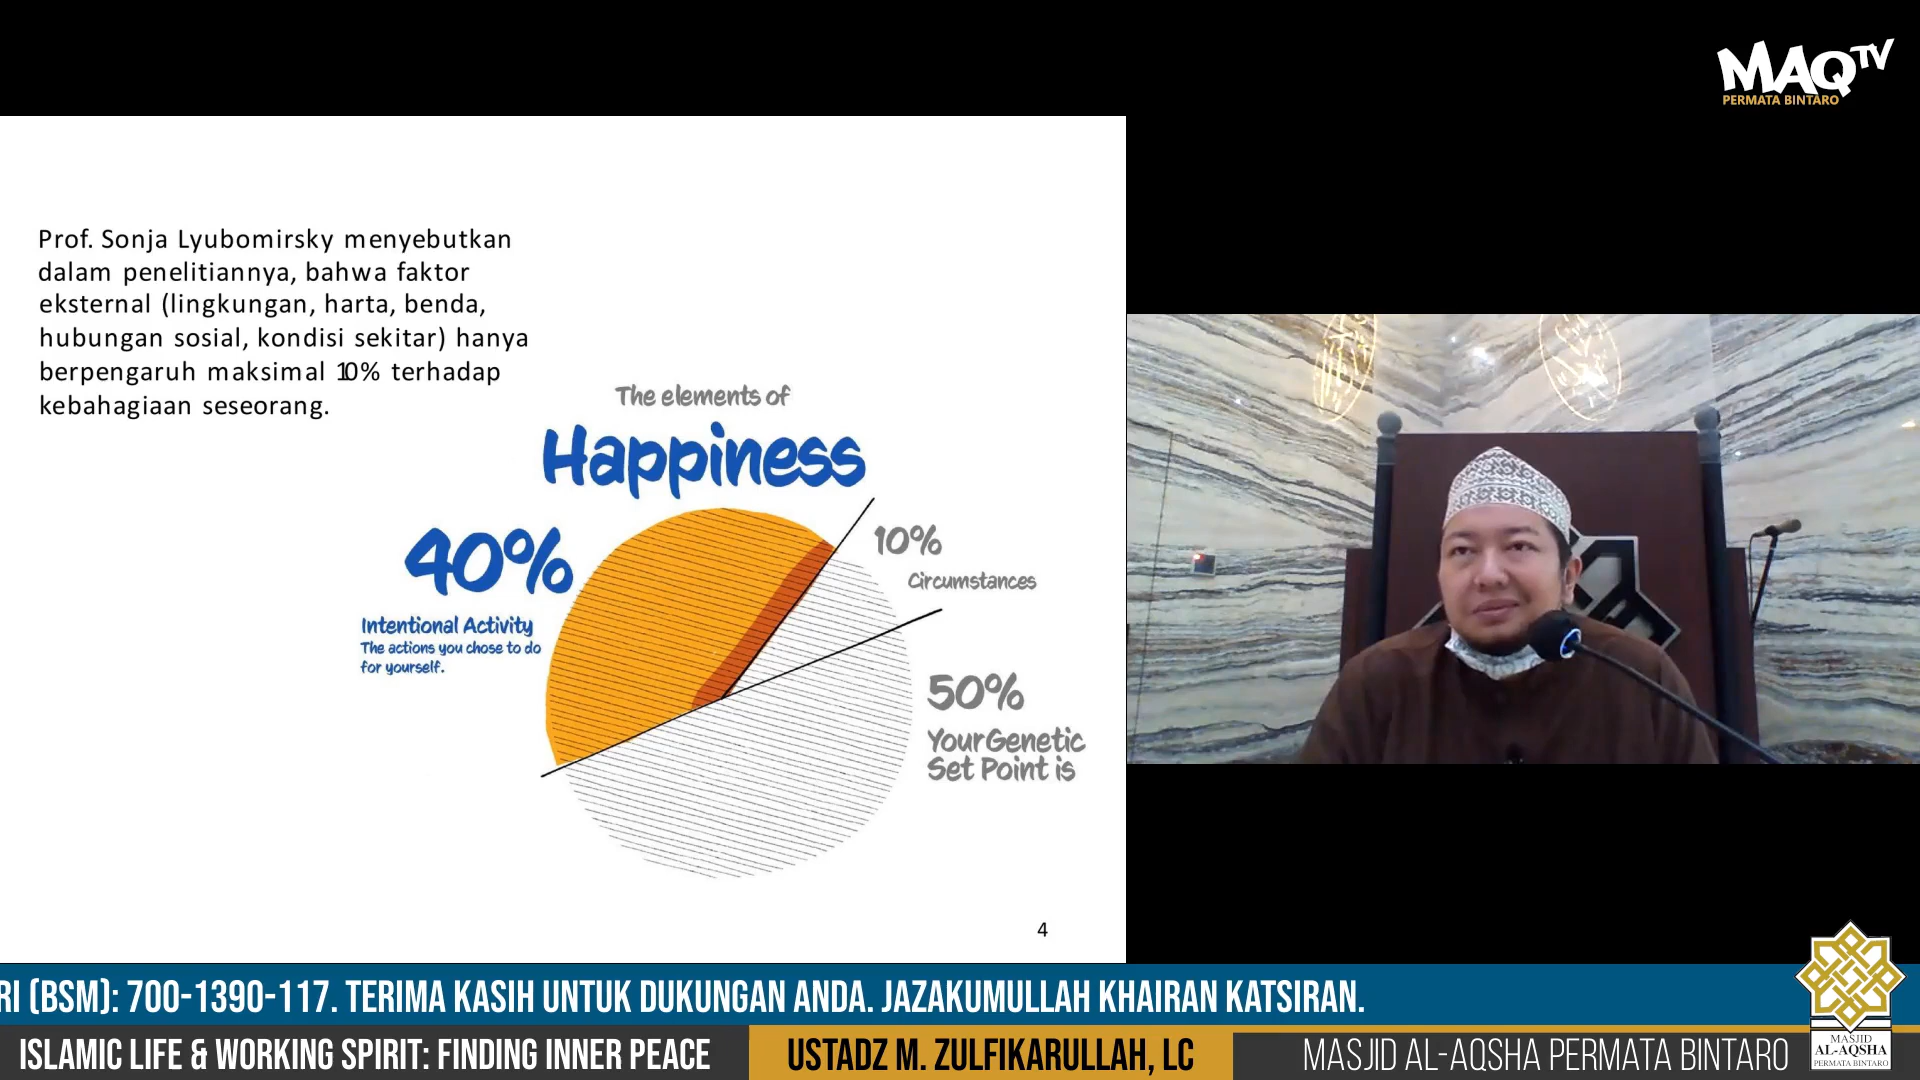 MAQ TV
PERMATA BINTARO
Prof. Sonja Lyubomirsky menyebutkan
dalam penelitiannya, bahwa faktor
eksternal (lingkungan, harta, benda,
hubungan sosial, kondisi sekitar) hanya
berpengaruh maksimal 10% terhadap
kebahagiaan seseorang.
The elements of
Happiness
40%
Intentional Activity
The actions you chose to do
for yourself.
10%
Circumstances
50%
Your Genetic
Set Point is
4
RI (BSM): 700-1390-117. TERIMA KASIH UNTUK DUKUNGAN ANDA. JAZAKUMULLAH KHAIRAN KATSIRAN.
ISLAMIC LIFE & WORKING SPIRIT: FINDING INNER PEACE
USTADZ M. ZULFIKARULLAH, LC
MASJID AL-AQSHA PERMATA BINTARO
MASJID
AL-AQSHA
PERMATA BINTARO